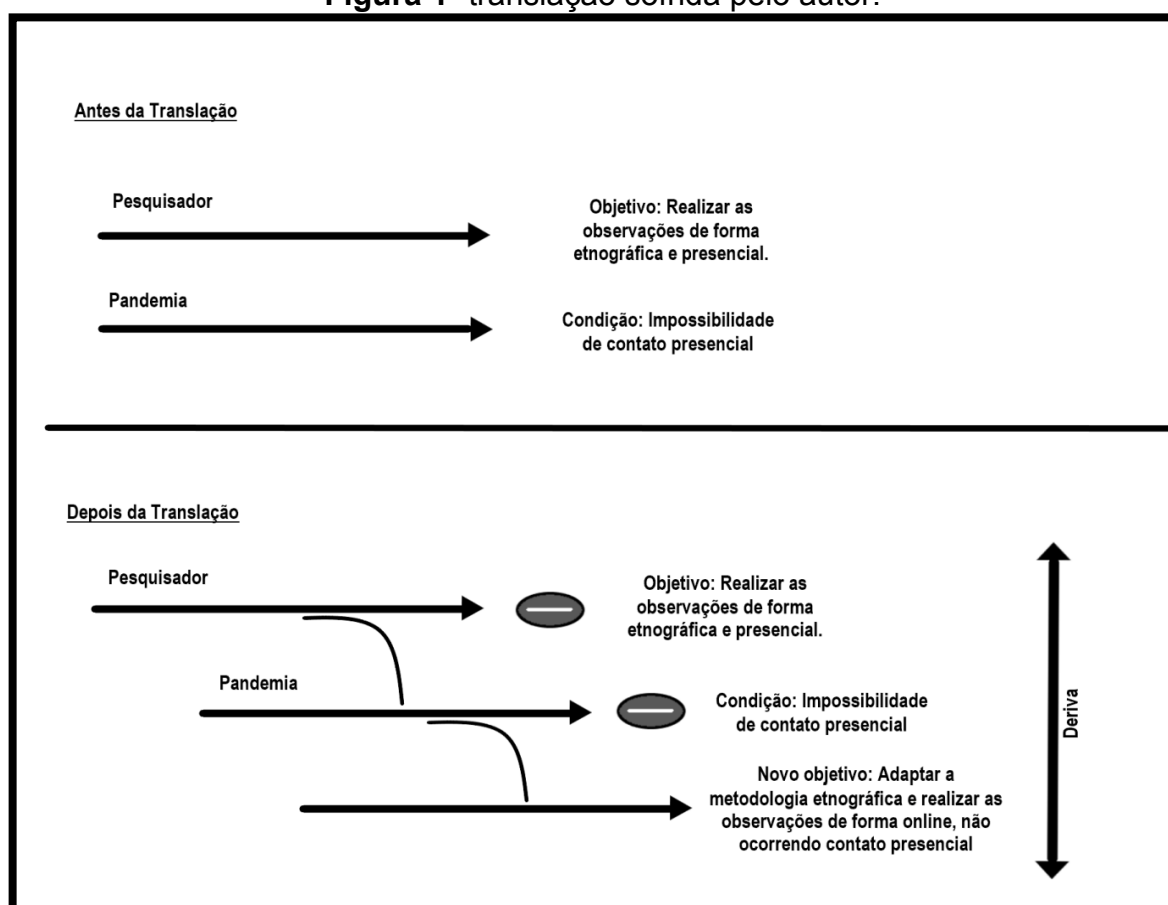 Figura 1- translação sofrida pelo autor.
Antes da Translação
Pesquisador
Objetivo: Realizar as
observações de forma
etnográfica e presencial.
Pandemia
Condição: Impossibilidade
de contato presencial
Depois da Translação
Pesquisador
Objetivo: Realizar as
observações de forma
etnográfica e presencial.
Pandemia
Condição: Impossibilidade
de contato presencial
Novo objetivo: Adaptar a
metodologia etnográfica e realizar as
observações de forma online, não
ocorrendo contato presencial
Deriva